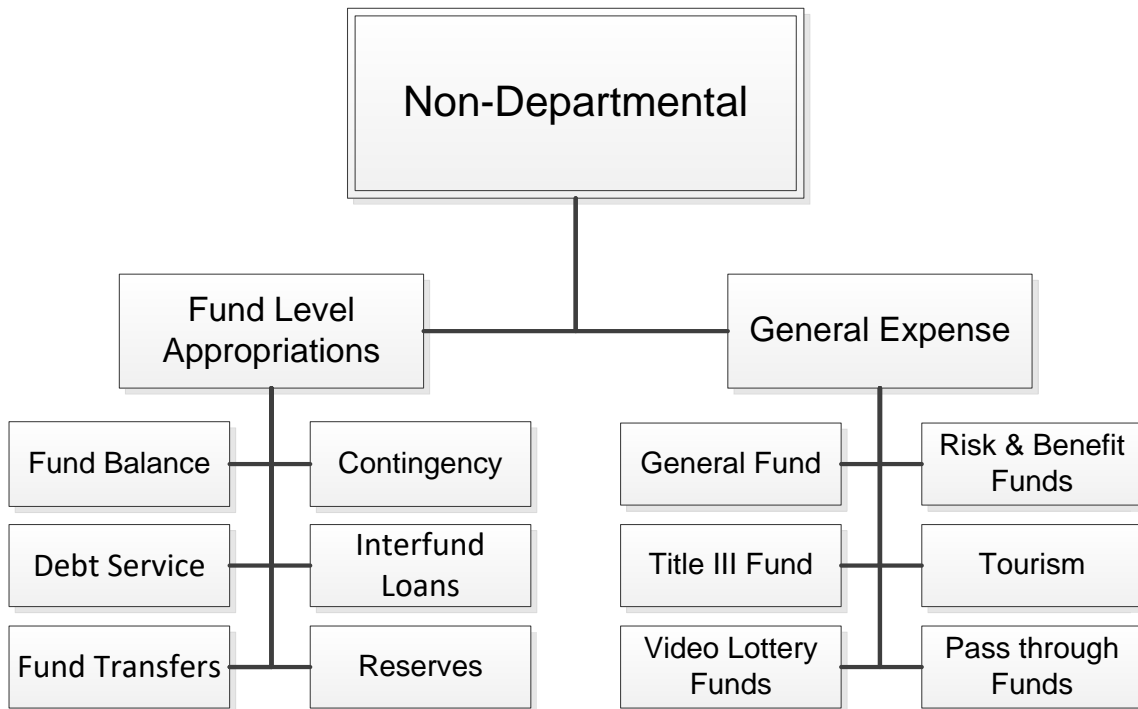 Non-Departmental
Fund Level
Appropriations
General Expense
Fund Balance
Contingency
Debt Service
Interfund
Loans
Fund Transfers
Reserves
General Fund
Risk & Benefit
Funds
Title III Fund
Tourism
Video Lottery
Funds
Pass through
Funds